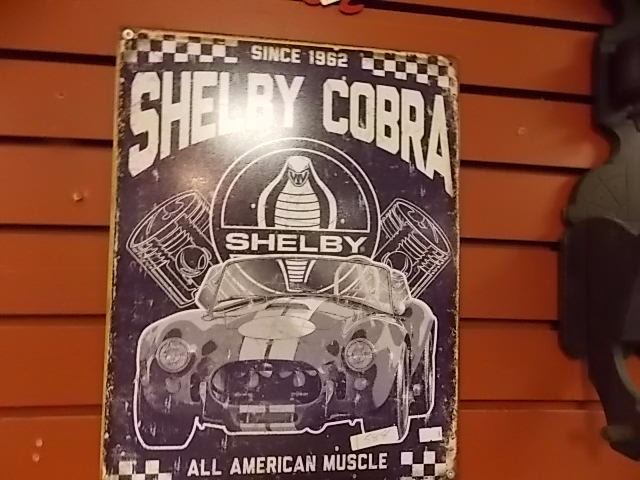 SINCE 1962
SHELBY COBRA
SHELBY
ALL AMERICAN MUSCLE